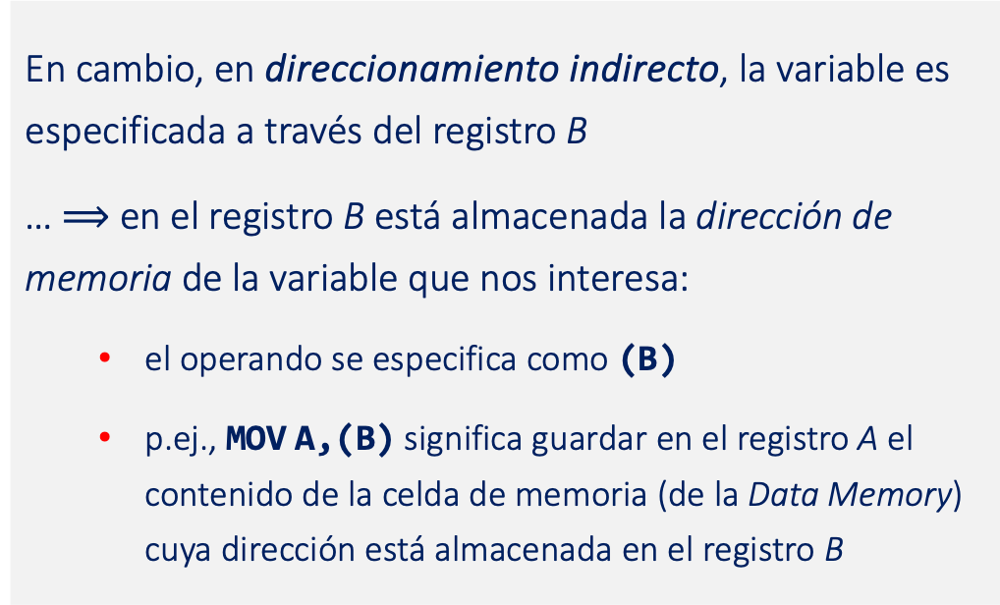 En cambio, en direccionamiento indirecto, la variable es
especificada a través del registro B
... ⟹ en el registro B está almacenada la dirección de
memoria de la variable que nos interesa:
• el operando se especifica como (B)
• p.ej., MOV A,(B) significa guardar en el registro A el
contenido de la celda de memoria (de la Data Memory)
cuya dirección está almacenada en el registro B